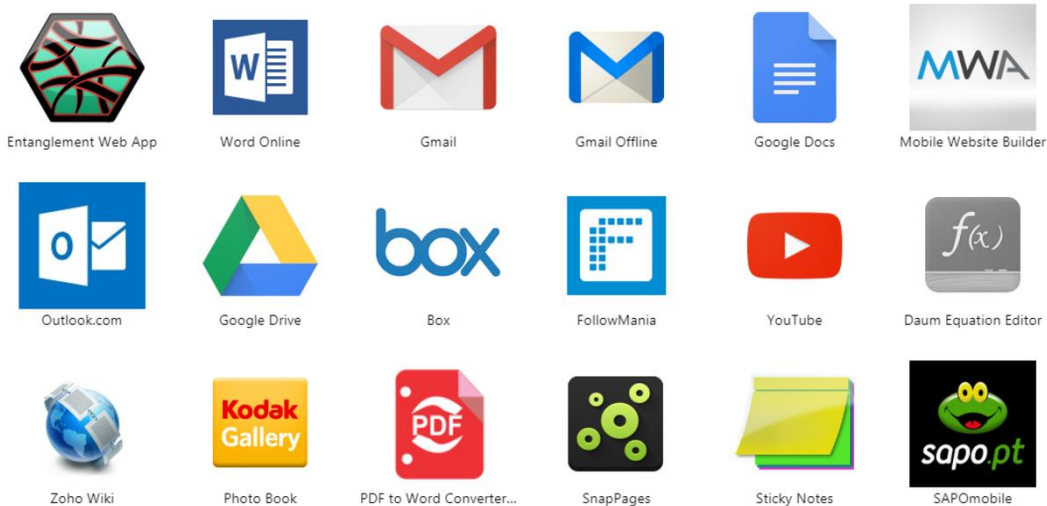 W
MWA
Entanglement Web App
Word Online
Gmail
Gmail Offline
Google Docs
Mobile Website Builder
O
box
F
f(x)
Outlook.com
Google Drive
Box
FollowMania
YouTube
Daum Equation Editor
Kodak
Gallery
PDF
sapo.pt
Zoho Wiki
Photo Book
PDF to Word Converter...
SnapPages
Sticky Notes
SAPOmobile